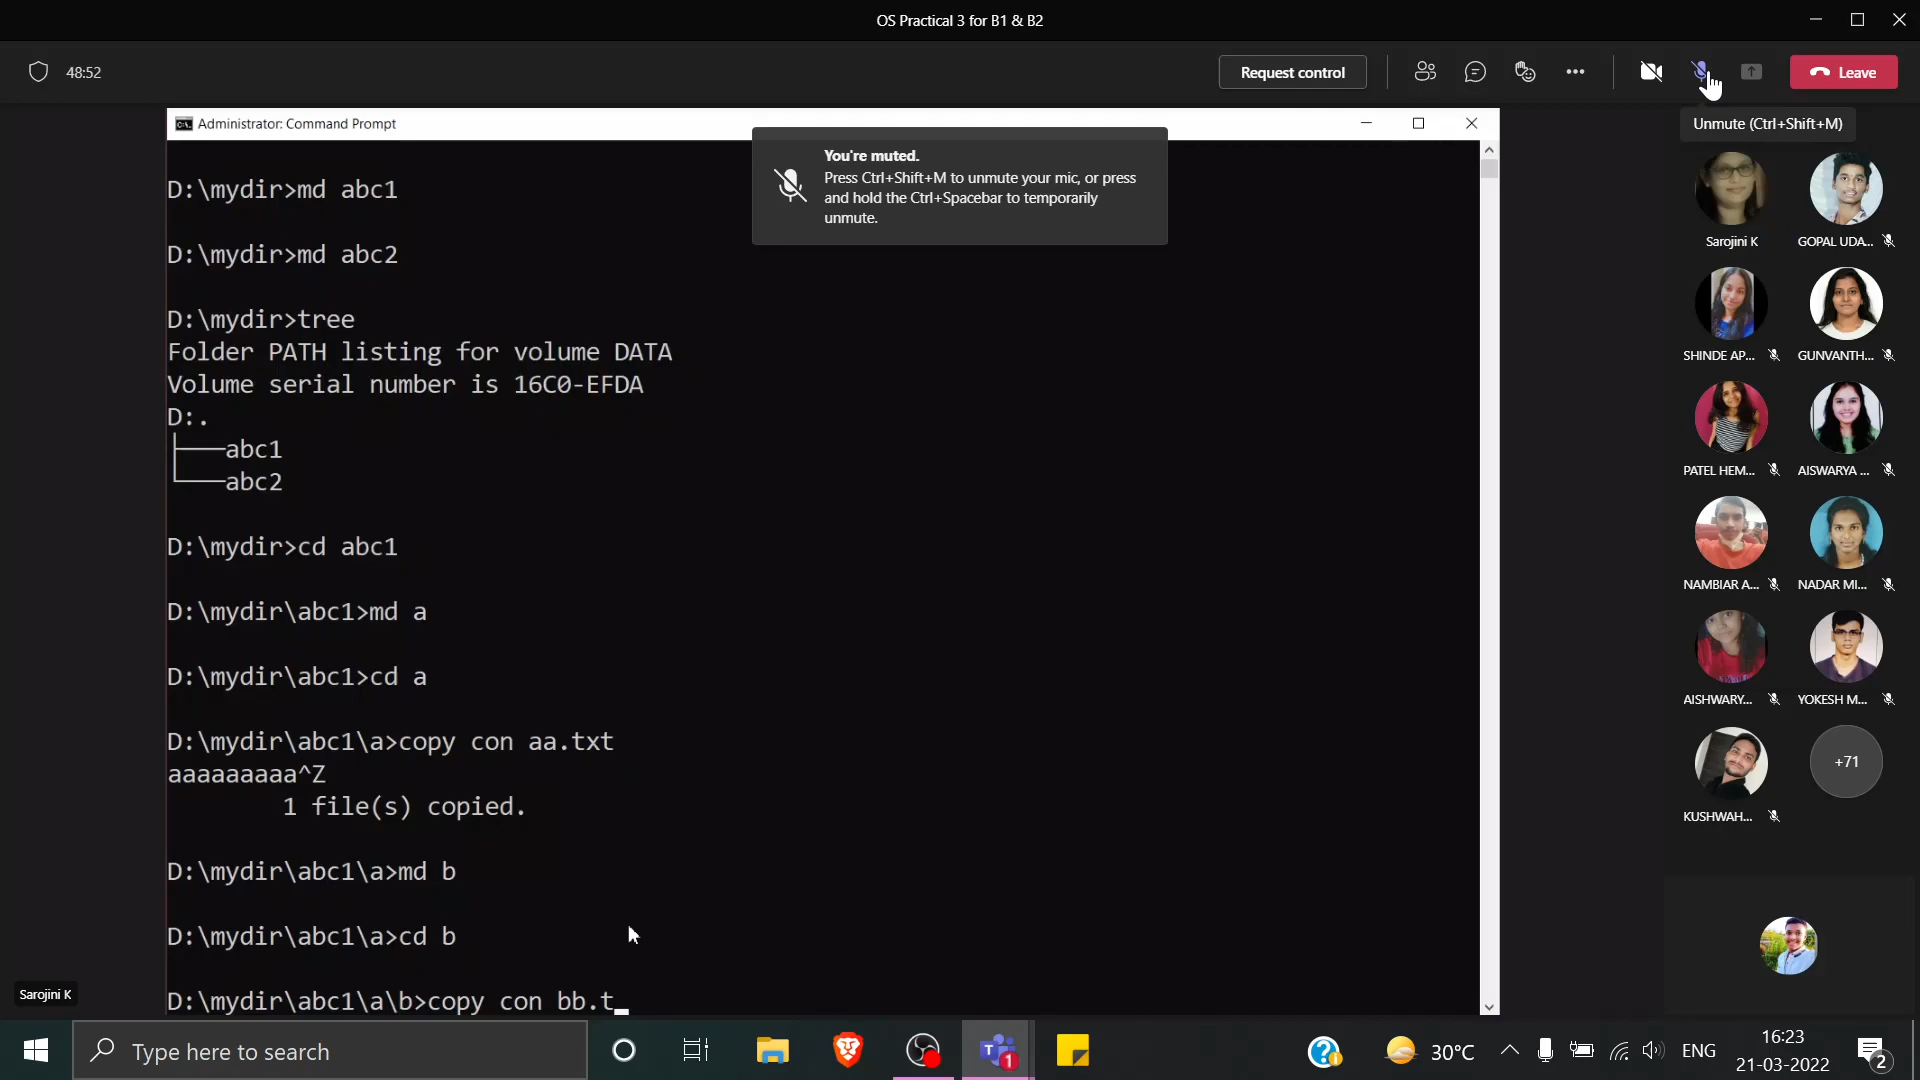 OS Practical 3 for B1 & B2
48:52
Request control
Leave
Administrator: Command Prompt
Unmute (Ctrl+Shift+M)
You're muted.
Press Ctrl+Shift+M to unmute your mic, or press
and hold the Ctrl+Spacebar to temporarily
unmute.
D:\mydir>md abc1
D:\mydir>md abc2
D:\mydir>tree
Folder PATH listing for volume DATA
Volume serial number is 16C0-EFDA
D:.
├───abc1
└───abc2
D:\mydir>cd abc1
D:\mydir\abc1>md a
D:\mydir\abc1>cd a
D:\mydir\abc1\a>copy con aa.txt
aaaaaaaaa^Z
1 file(s) copied.
D:\mydir\abc1\a>md b
D:\mydir\abc1\a>cd b
D:\mydir\abc1\a\b>copy con bb.t_
Sarojini K
GOPAL UDA...
SHINDE AP...
GUNVANTH...
PATEL HEM...
AISWARYA ...
NAMBIAR A...
NADAR MI...
AISHWARY...
YOKESH M...
KUSHWAH...
+71
Sarojini K
Type here to search
1
30°C
ENG
16:23
21-03-2022
2